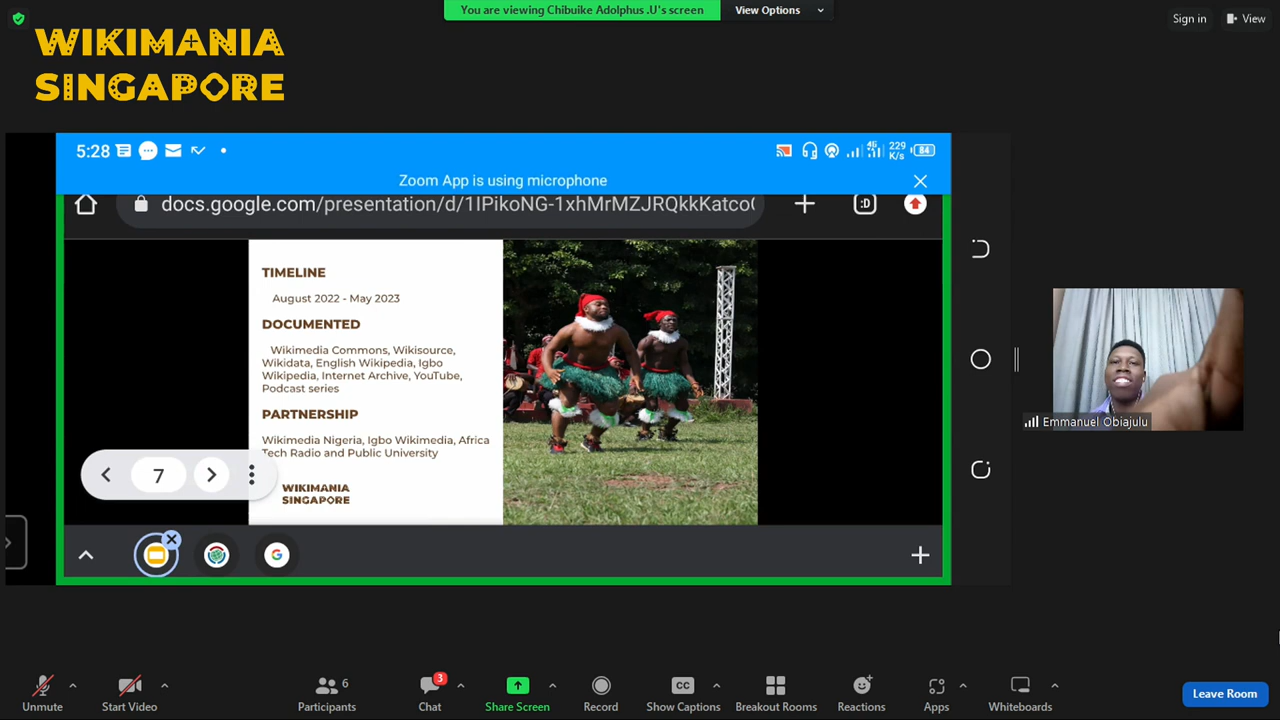 You are viewing Chibuike Adolphus .U's screen
View Options
Sign in
View
WIKIMANIA
SINGAPORE
5:28
4G
229
K/s
84
Zoom App is using microphone
docs.google.com/presentation/d/1IPikoNG-1xhMrMZJRQkkKatco
:D
TIMELINE
August 2022 - May 2023
DOCUMENTED
Wikimedia Commons, Wikisource,
Wikidata, English Wikipedia, Igbo
Wikipedia, Internet Archive, YouTube,
Podcast series
PARTNERSHIP
Wikimedia Nigeria, Igbo Wikimedia, Africa
Tech Radio and Public University
7
WIKIMANIA
SINGAPORE
G
Emmanuel Obiajulu
Unmute
Start Video
6
Participants
3
Chat
Share Screen
Record
CC
Show Captions
Breakout Rooms
Reactions
Apps
Whiteboards
Leave Room